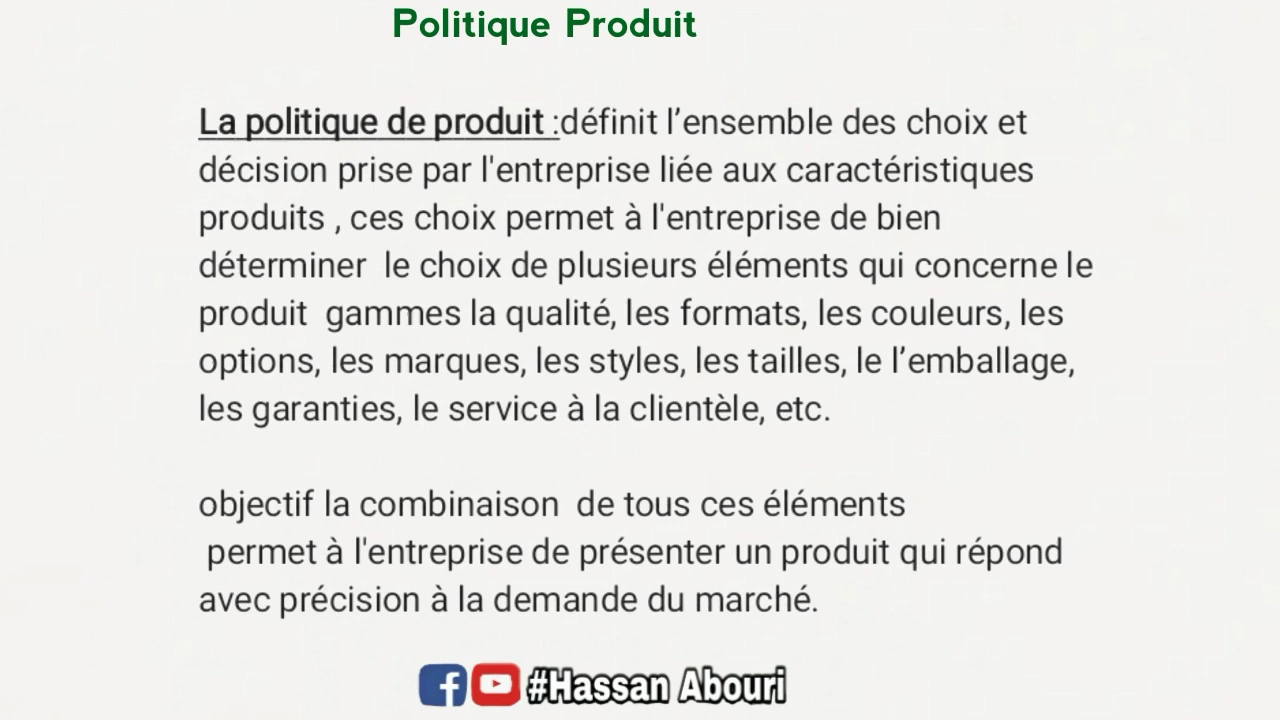 Politique Produit
La politique de produit :définit l’ensemble des choix et
décision prise par l'entreprise liée aux caractéristiques
produits , ces choix permet à l'entreprise de bien
déterminer  le choix de plusieurs éléments qui concerne le
produit  gammes la qualité, les formats, les couleurs, les
options, les marques, les styles, les tailles, le l’emballage,
les garanties, le service à la clientèle, etc.
objectif la combinaison  de tous ces éléments
permet à l'entreprise de présenter un produit qui répond
avec précision à la demande du marché.
#Hassan Abouri